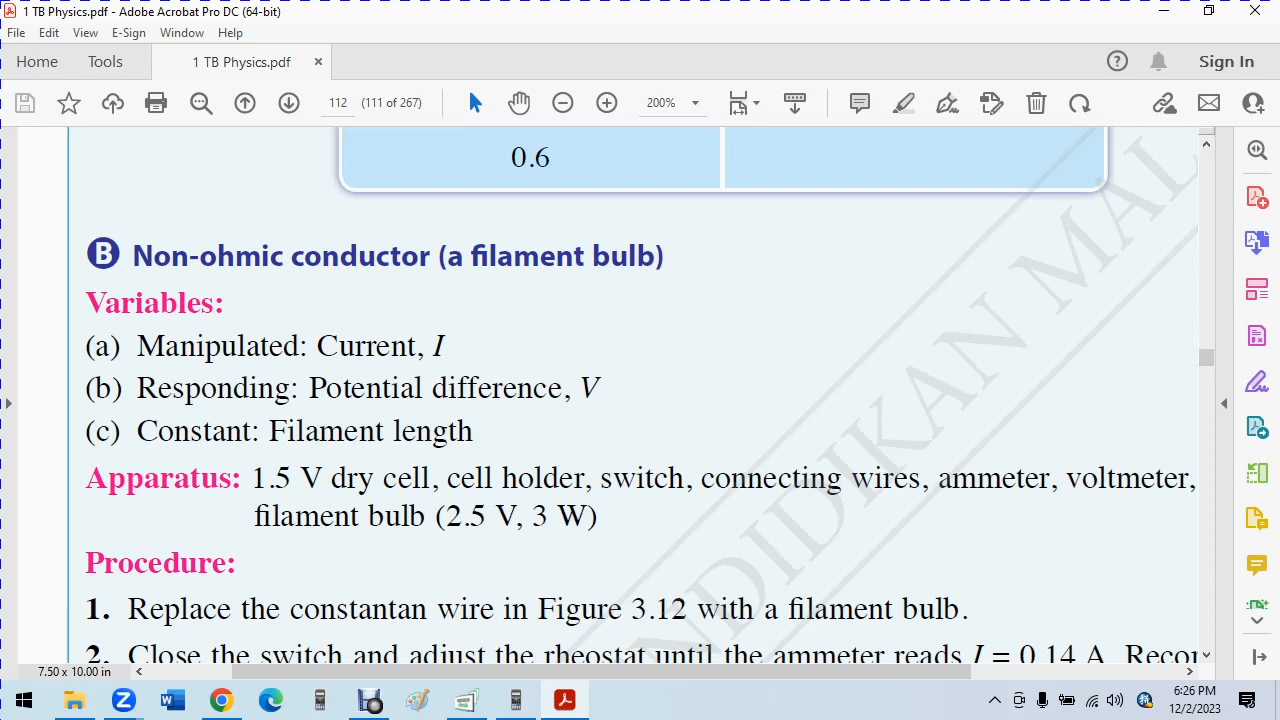 1 TB Physics.pdf - Adobe Acrobat Pro DC (64-bit)
File Edit View E-Sign Window Help
Home Tools 1 TB Physics.pdf × Sign In
112 (111 of 267) 200%
0.6
B Non-ohmic conductor (a filament bulb)
Variables:
(a) Manipulated: Current, I
(b) Responding: Potential difference, V
(c) Constant: Filament length
Apparatus: 1.5 V dry cell, cell holder, switch, connecting wires, ammeter, voltmeter,
filament bulb (2.5 V, 3 W)
Procedure:
1. Replace the constantan wire in Figure 3.12 with a filament bulb.
2. Close the switch and adjust the rheostat until the ammeter reads I = 0.14 A. Recor
NDIDIKAN MAL
7.50 x 10.00 in
6:26 PM
12/2/2023